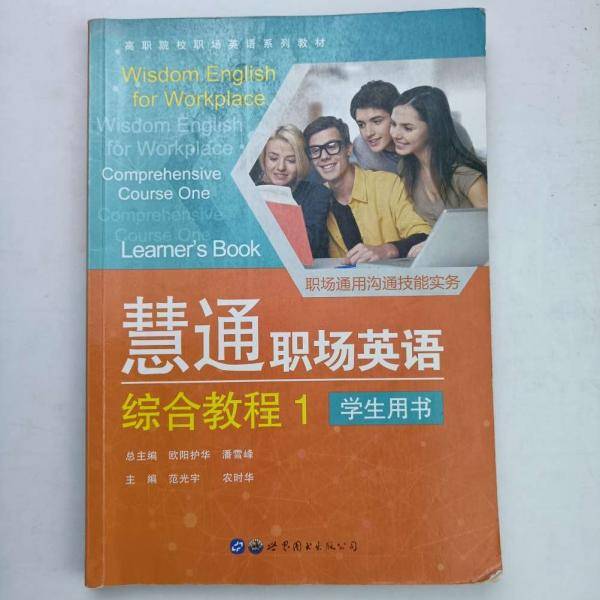 高职院校职场英语系列教材
Wisdom English
for Workplace
Wisdom English
for Workplace
Comprehensive
Course One
Comprehensive
Course One
Learner's Book
职场通用沟通技能实务
慧通职场英语
综合教程1 学生用书
总主编 欧阳护华 潘雪峰
主 编 范光宇 农时华
世界图书出版公司